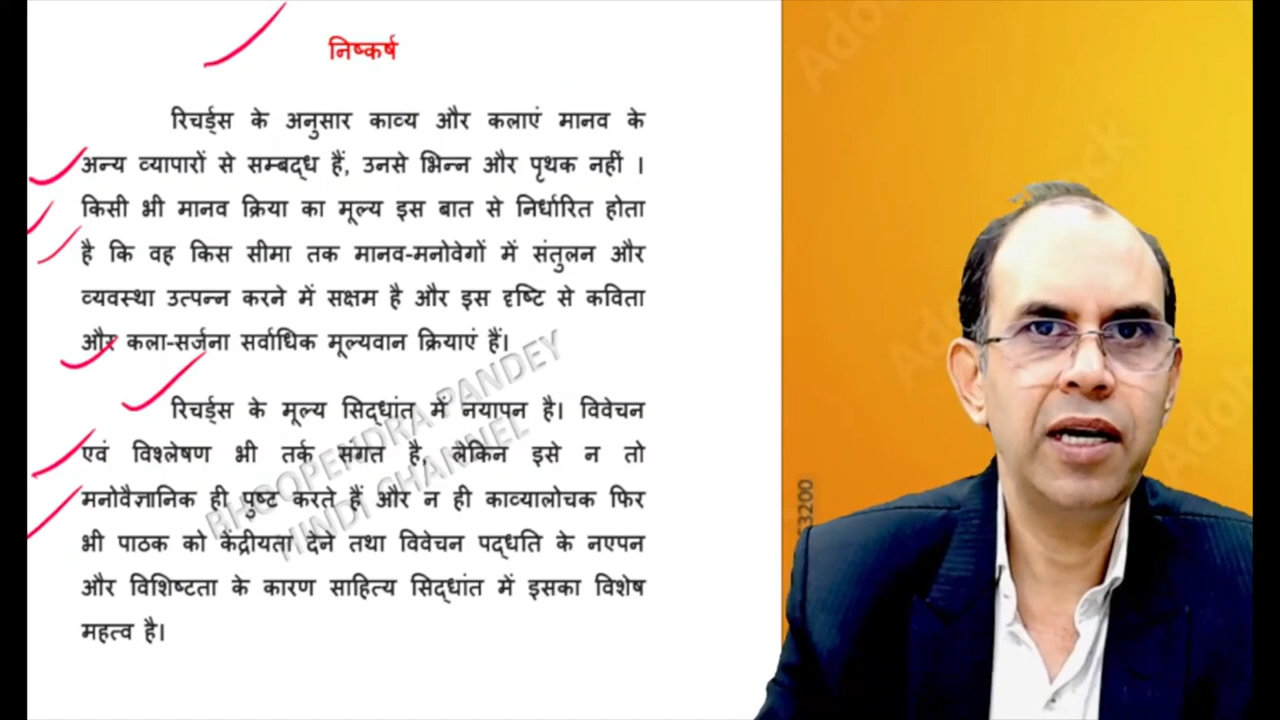 निष्कर्ष
रिचर्ड्स के अनुसार काव्य और कलाएं मानव के
अन्य व्यापारों से सम्बद्ध हैं, उनसे भिन्न और पृथक नहीं ।
किसी भी मानव क्रिया का मूल्य इस बात से निर्धारित होता
है कि वह किस सीमा तक मानव-मनोवेगों में संतुलन और
व्यवस्था उत्पन्न करने में सक्षम है और इस दृष्टि से कविता
और कला-सर्जना सर्वाधिक मूल्यवान क्रियाएं हैं।
रिचर्ड्स के मूल्य सिद्धांत में नयापन है। विवेचन
एवं विश्लेषण भी तर्क संगत है, लेकिन इसे न तो
मनोवैज्ञानिक ही पुष्ट करते हैं और न ही काव्यालोचक फिर
भी पाठक को केंद्रीयता देने तथा विवेचन पद्धति के नएपन
और विशिष्टता के कारण साहित्य सिद्धांत में इसका विशेष
महत्व है।
BHOOPENDRA PANDEY
HINDI CHANNEL